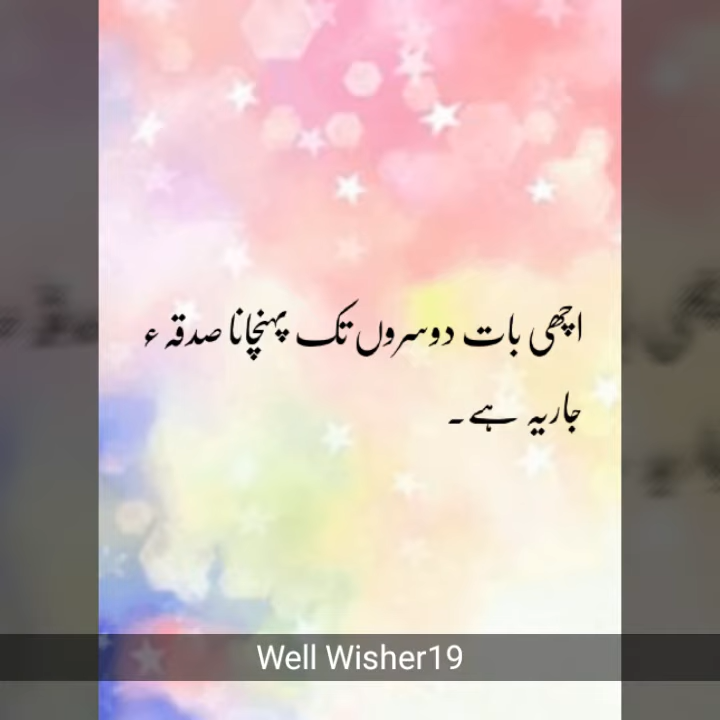 اچھی بات دوسروں تک پہنچانا صدقہ ء
جاریہ ہے۔
Well Wisher19